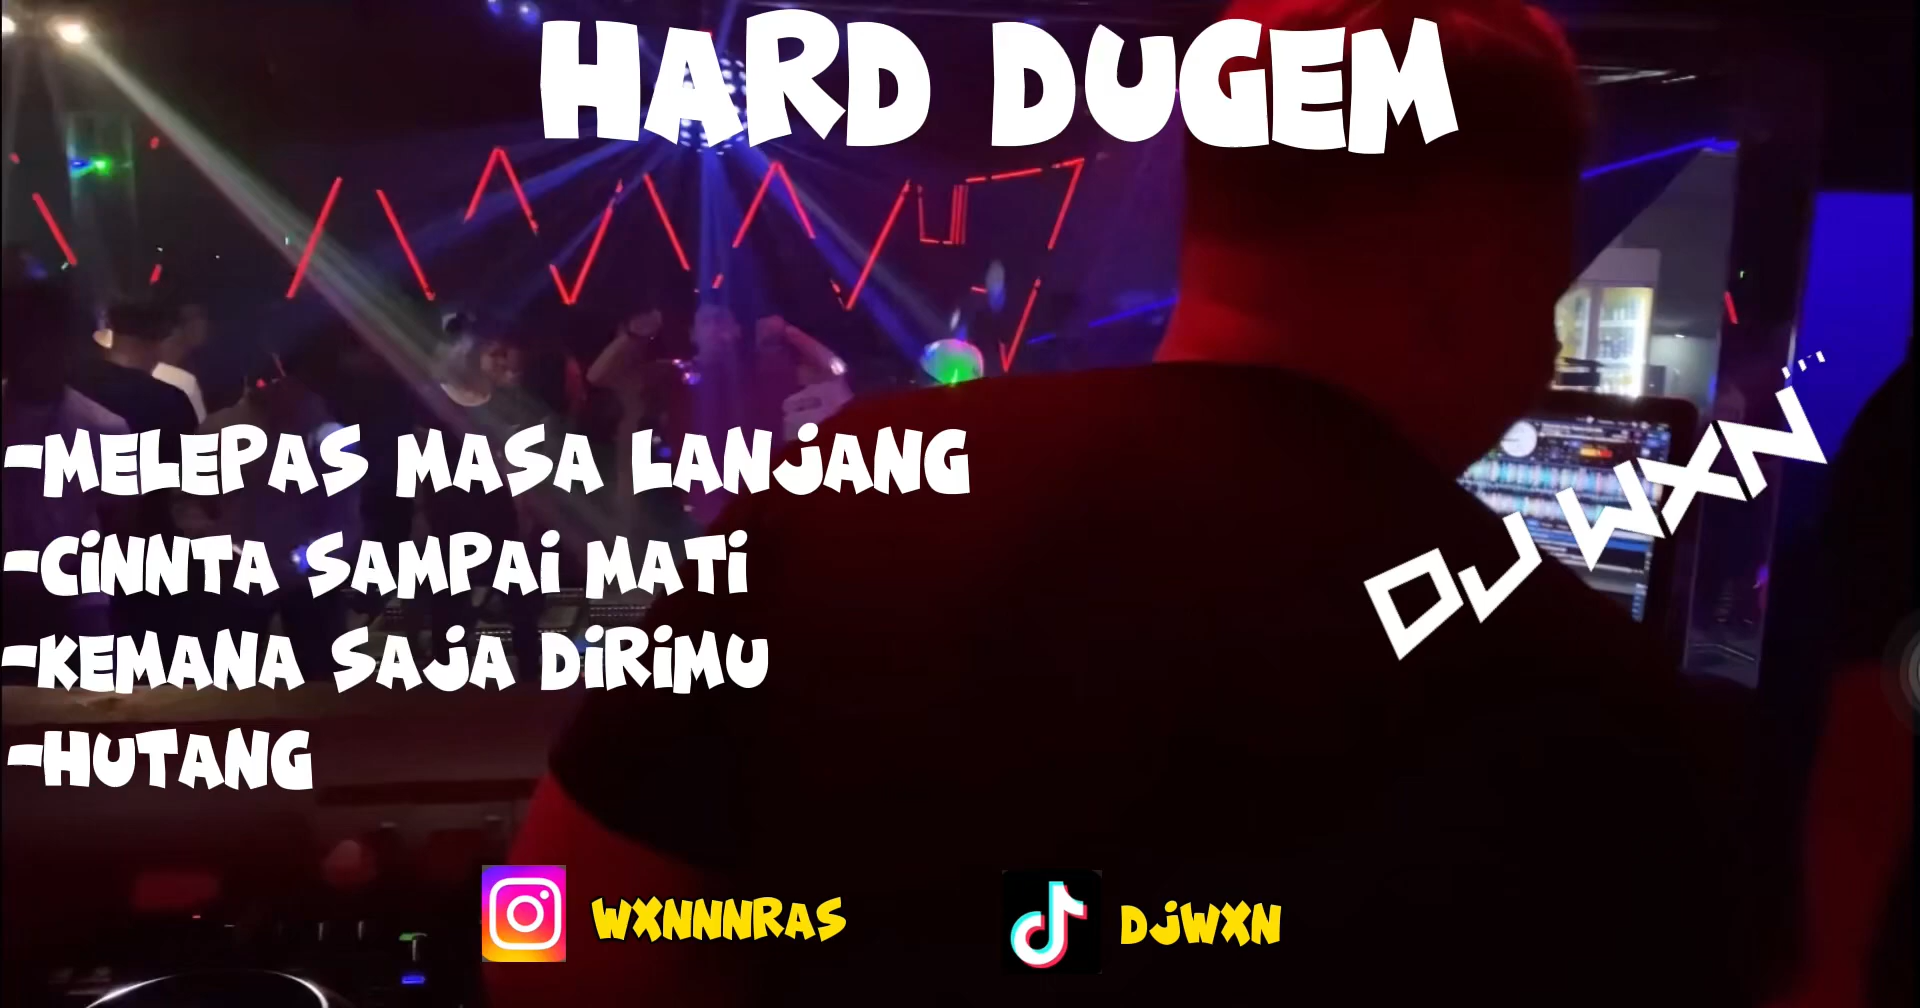 HARD DUGEM
-MELEPAS MASA LANJANG
-CINNTA SAMPAI MATI
-KEMANA SAJA DIRIMU
-HUTANG
DJ WXN...
WXNNNRAS
DJWXN